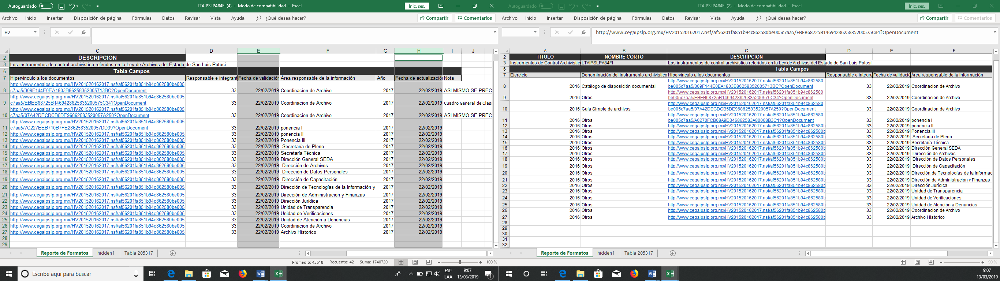 Autoguardado LTAIPSLPA84FI (4) - Modo de compatibilidad - Excel Inic. ses.
Archivo Inicio Insertar Disposición de página Fórmulas Datos Revisar Vista Ayuda ¿Qué desea hacer? Compartir Comentarios
H2 fx
C D E F G H I J
2 DESCRIPCION
3 Los instrumentos de control archivístico referidos en la Ley de Archivos del Estado de San Luis Potosí.
6 Tabla Campos
7 Hipervínculo a los documentos Responsable e integrant Fecha de validación Área responsable de la información Año Fecha de actualizació Nota
http://www.cegaipslp.org.mx/HV201520162017.nsf/af56201fa851b94c862580be005
8 c7aa5/309F144E0EA1803B86258352005713BC?OpenDocument 33 22/02/2019 Coordinacion de Archivo 2017 22/02/2019 ASI MISMO SE PREC
http://www.cegaipslp.org.mx/HV201520162017.nsf/af56201fa851b94c862580be005
9 c7aa5/EBEB68725B1469428625835200575C34?OpenDocument 33 22/02/2019 Coordinacion de Archivo 2017 22/02/2019 Cuadro General de Clasi
http://www.cegaipslp.org.mx/HV201520162017.nsf/af56201fa851b94c862580be005
10 c7aa5/07A42DECDCB5DE96862583520057A250?OpenDocument 33 22/02/2019 Coordinacion de Archivo 2017 22/02/2019 ASI MISMO SE PREC
http://www.cegaipslp.org.mx/HV201520162017.nsf/af56201fa851b94c862580be005
11 c7aa5/7C227EEB710B7FE2862583520057DD39?OpenDocument 33 22/02/2019 ponencia I 2017 22/02/2019
12 http://www.cegaipslp.org.mx/HV201520162017.nsf/af56201fa851b94c862580be005 33 22/02/2019 ponencia II 2017 22/02/2019
13 http://www.cegaipslp.org.mx/HV201520162017.nsf/af56201fa851b94c862580be005 33 22/02/2019 Ponencia III 2017 22/02/2019
14 http://www.cegaipslp.org.mx/HV201520162017.nsf/af56201fa851b94c862580be005 33 22/02/2019 Secretaría de Pleno 2017 22/02/2019
15 http://www.cegaipslp.org.mx/HV201520162017.nsf/af56201fa851b94c862580be005 33 22/02/2019 Secretaría Técnica 2017 22/02/2019
16 http://www.cegaipslp.org.mx/HV201520162017.nsf/af56201fa851b94c862580be005 33 22/02/2019 Dirección General SEDA 2017 22/02/2019
17 http://www.cegaipslp.org.mx/HV201520162017.nsf/af56201fa851b94c862580be005 33 22/02/2019 Dirección de Archivos 2017 22/02/2019
18 http://www.cegaipslp.org.mx/HV201520162017.nsf/af56201fa851b94c862580be005 33 22/02/2019 Dirección de Datos Personales 2017 22/02/2019
19 http://www.cegaipslp.org.mx/HV201520162017.nsf/af56201fa851b94c862580be005 33 22/02/2019 Dirección de Capacitación 2017 22/02/2019
20 http://www.cegaipslp.org.mx/HV201520162017.nsf/af56201fa851b94c862580be005 33 22/02/2019 Dirección de Tecnologías de la Información y 2017 22/02/2019
21 http://www.cegaipslp.org.mx/HV201520162017.nsf/af56201fa851b94c862580be005 33 22/02/2019 Dirección de Administracion y Finanzas 2017 22/02/2019
22 http://www.cegaipslp.org.mx/HV201520162017.nsf/af56201fa851b94c862580be005 33 22/02/2019 Dirección Jurídica 2017 22/02/2019
23 http://www.cegaipslp.org.mx/HV201520162017.nsf/af56201fa851b94c862580be005 33 22/02/2019 Unidad de Transparencia 2017 22/02/2019
24 http://www.cegaipslp.org.mx/HV201520162017.nsf/af56201fa851b94c862580be005 33 22/02/2019 Unidad de Verificaciones 2017 22/02/2019
25 http://www.cegaipslp.org.mx/HV201520162017.nsf/af56201fa851b94c862580be005 33 22/02/2019 Unidad de Atención a Denuncias 2017 22/02/2019
26 http://www.cegaipslp.org.mx/HV201520162017.nsf/af56201fa851b94c862580be005 33 22/02/2019 Coordinacion de Archivo 2017 22/02/2019
27 http://www.cegaipslp.org.mx/HV201520162017.nsf/af56201fa851b94c862580be005 33 22/02/2019 Archivo Historico 2017 22/02/2019
28
29
Reporte de Formatos hidden1 Tabla 205317
Promedio: 43518 Recuento: 42 Suma: 1740720 100 %
Escribe aquí para buscar ESP LAA 9:07 13/03/2019 1
Autoguardado LTAIPSLPA84FI (2) - Modo de compatibilidad - Excel Inic. ses.
Archivo Inicio Insertar Disposición de página Fórmulas Datos Revisar Vista Ayuda ¿Qué desea hacer? Compartir Comentarios
fx http://www.cegaipslp.org.mx/HV201520162017.nsf/af56201fa851b94c862580be005c7aa5/EBEB68725B1469428625835200575C34?OpenDocument
A B C D E F
2 TITULO NOMBRE CORTO DESCRIPCION
3 Instrumentos de Control Archivístic LTAIPSLPA84FI Los instrumentos de control archivístico referidos en la Ley de Archivos del Estado de San Luis Potosí.
6 Tabla Campos
7 Ejercicio Denominación del instrumento archivistico Hipervínculo a los documentos Responsable e integra Fecha de validació Área responsable de la información
http://www.cegaipslp.org.mx/HV201520162017.nsf/af56201fa851b94c862580
8 2016 Catálogo de disposición documental be005c7aa5/309F144E0EA1803B86258352005713BC?OpenDocument 33 22/02/2019 Coordinacion de Archivo
http://www.cegaipslp.org.mx/HV201520162017.nsf/af56201fa851b94c862580
9 2016 Otros be005c7aa5/EBEB68725B1469428625835200575C34?OpenDocument 33 22/02/2019 Coordinacion de Archivo
http://www.cegaipslp.org.mx/HV201520162017.nsf/af56201fa851b94c862580
10 2016 Guía Simple de archivos be005c7aa5/07A42DECDCB5DE96862583520057A250?OpenDocument 33 22/02/2019 Coordinacion de Archivo
http://www.cegaipslp.org.mx/HV201520162017.nsf/af56201fa851b94c862580
11 2016 Otros be005c7aa5/A6270FCB08A9D346862583A80068B3C1?OpenDocument 33 22/02/2019 ponencia I
12 2016 Otros http://www.cegaipslp.org.mx/HV201520162017.nsf/af56201fa851b94c862580b 33 22/02/2019 ponencia II
13 2016 Otros http://www.cegaipslp.org.mx/HV201520162017.nsf/af56201fa851b94c862580b 33 22/02/2019 Ponencia III
14 2016 Otros http://www.cegaipslp.org.mx/HV201520162017.nsf/af56201fa851b94c862580b 33 22/02/2019 Secretaría de Pleno
15 2016 Otros http://www.cegaipslp.org.mx/HV201520162017.nsf/af56201fa851b94c862580b 33 22/02/2019 Secretaría Técnica
16 2016 Otros http://www.cegaipslp.org.mx/HV201520162017.nsf/af56201fa851b94c862580b 33 22/02/2019 Dirección General SEDA
17 2016 Otros http://www.cegaipslp.org.mx/HV201520162017.nsf/af56201fa851b94c862580b 33 22/02/2019 Dirección de Archivos
18 2016 Otros http://www.cegaipslp.org.mx/HV201520162017.nsf/af56201fa851b94c862580b 33 22/02/2019 Dirección de Datos Personales
19 2016 Otros http://www.cegaipslp.org.mx/HV201520162017.nsf/af56201fa851b94c862580b 33 22/02/2019 Dirección de Capacitación
20 2016 Otros http://www.cegaipslp.org.mx/HV201520162017.nsf/af56201fa851b94c862580b 33 22/02/2019 Dirección de Tecnologías de la Informac
21 2016 Otros http://www.cegaipslp.org.mx/HV201520162017.nsf/af56201fa851b94c862580b 33 22/02/2019 Dirección de Administracion y Finanzas
22 2016 Otros http://www.cegaipslp.org.mx/HV201520162017.nsf/af56201fa851b94c862580b 33 22/02/2019 Dirección Jurídica
23 2016 Otros http://www.cegaipslp.org.mx/HV201520162017.nsf/af56201fa851b94c862580b 33 22/02/2019 Unidad de Transparencia
24 2016 Otros http://www.cegaipslp.org.mx/HV201520162017.nsf/af56201fa851b94c862580b 33 22/02/2019 Unidad de Verificaciones
25 2016 Otros http://www.cegaipslp.org.mx/HV201520162017.nsf/af56201fa851b94c862580b 33 22/02/2019 Unidad de Atención a Denuncias
26 2016 Otros http://www.cegaipslp.org.mx/HV201520162017.nsf/af56201fa851b94c862580b 33 22/02/2019 Coordinacion de Archivo
27 2016 Otros http://www.cegaipslp.org.mx/HV201520162017.nsf/af56201fa851b94c862580b 33 22/02/2019 Archivo Historico
28
29
30
31
32
Reporte de Formatos hidden1 Tabla 205317
90 %
9:07
13/03/2019